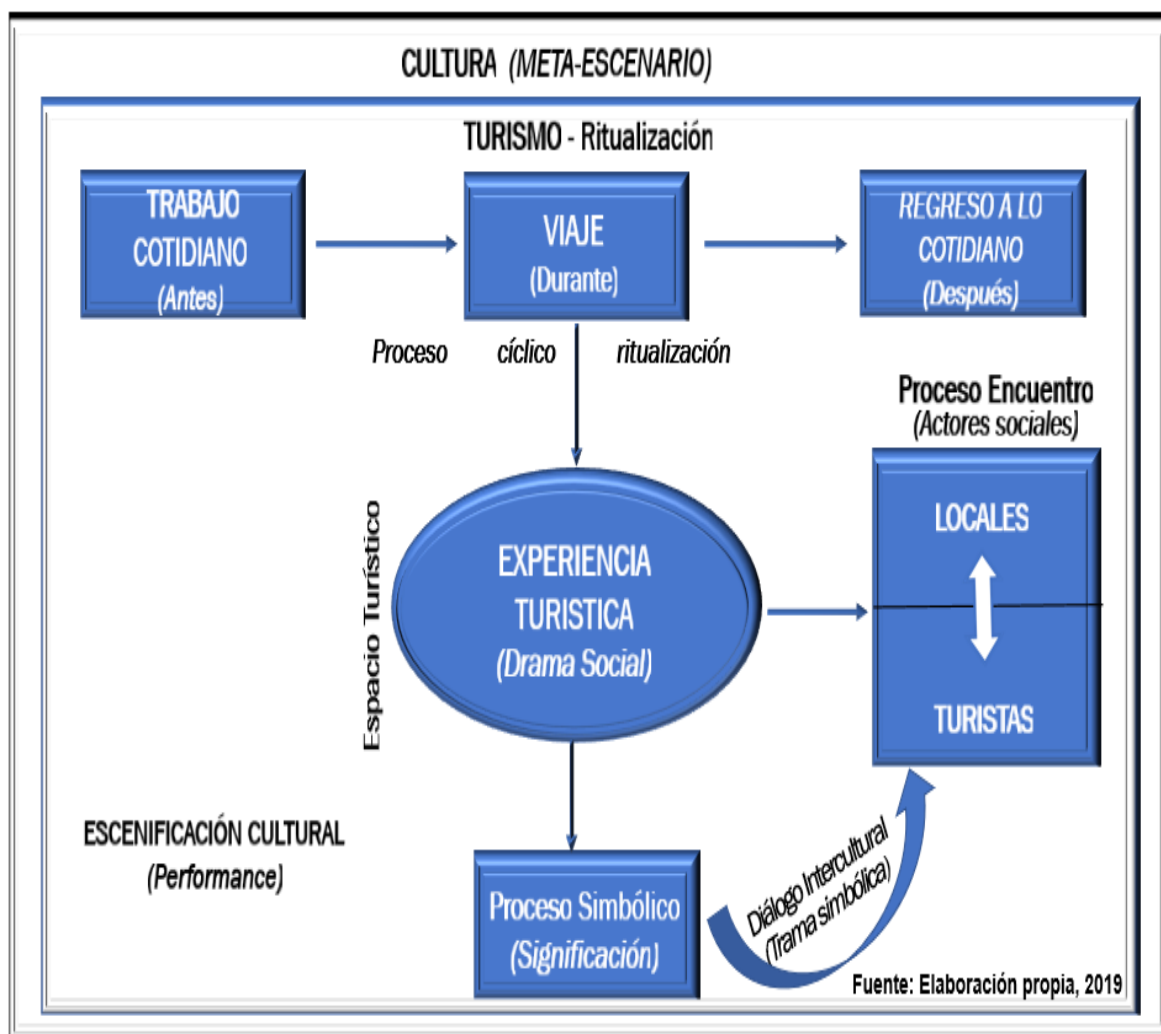 CULTURA (META-ESCENARIO)
TURISMO - Ritualización
TRABAJO
COTIDIANO
(Antes)
VIAJE
(Durante)
REGRESO A LO
COTIDIANO
(Después)
Proceso cíclico ritualización
Proceso Encuentro
(Actores sociales)
Espacio Turístico
EXPERIENCIA
TURISTICA
(Drama Social)
LOCALES
TURISTAS
ESCENIFICACIÓN CULTURAL
(Performance)
Proceso Simbólico
(Significación)
Diálogo Intercultural
(Trama simbólica)
Fuente: Elaboración propia, 2019